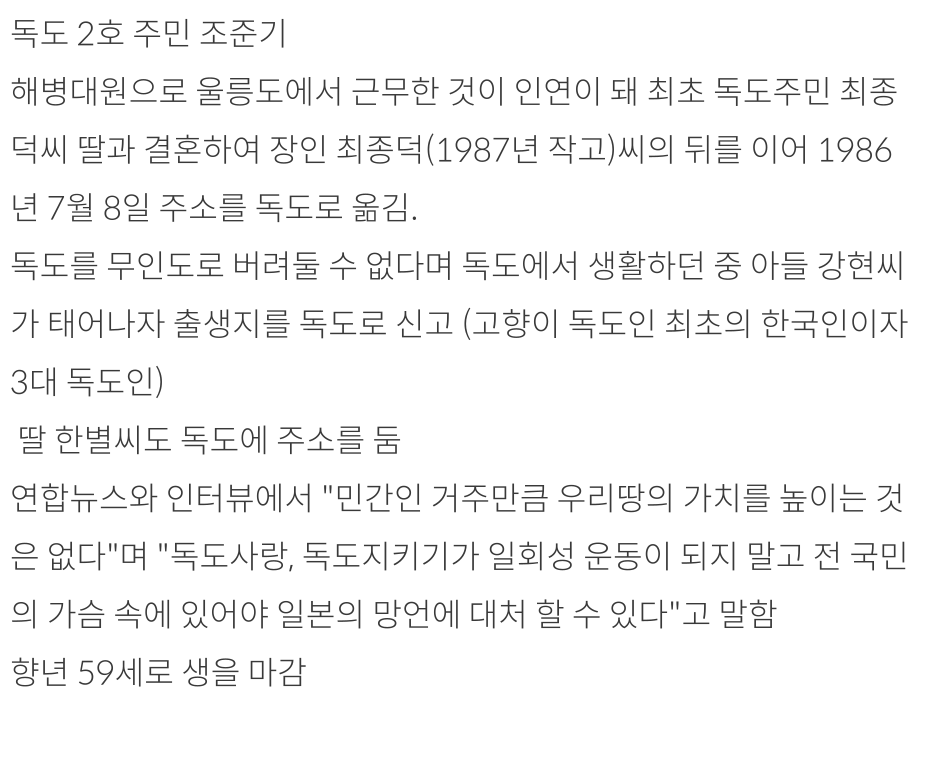 독도 2호 주민 조준기
해병대원으로 울릉도에서 근무한 것이 인연이 돼 최초 독도주민 최종
덕씨 딸과 결혼하여 장인 최종덕(1987년 작고)씨의 뒤를 이어 1986
년 7월 8일 주소를 독도로 옮김.
독도를 무인도로 버려둘 수 없다며 독도에서 생활하던 중 아들 강현씨
가 태어나자 출생지를 독도로 신고 (고향이 독도인 최초의 한국인이자
3대 독도인)
딸 한별씨도 독도에 주소를 둠
연합뉴스와 인터뷰에서 "민간인 거주만큼 우리땅의 가치를 높이는 것
은 없다"며 "독도사랑, 독도지키기가 일회성 운동이 되지 말고 전 국민
의 가슴 속에 있어야 일본의 망언에 대처 할 수 있다"고 말함
향년 59세로 생을 마감